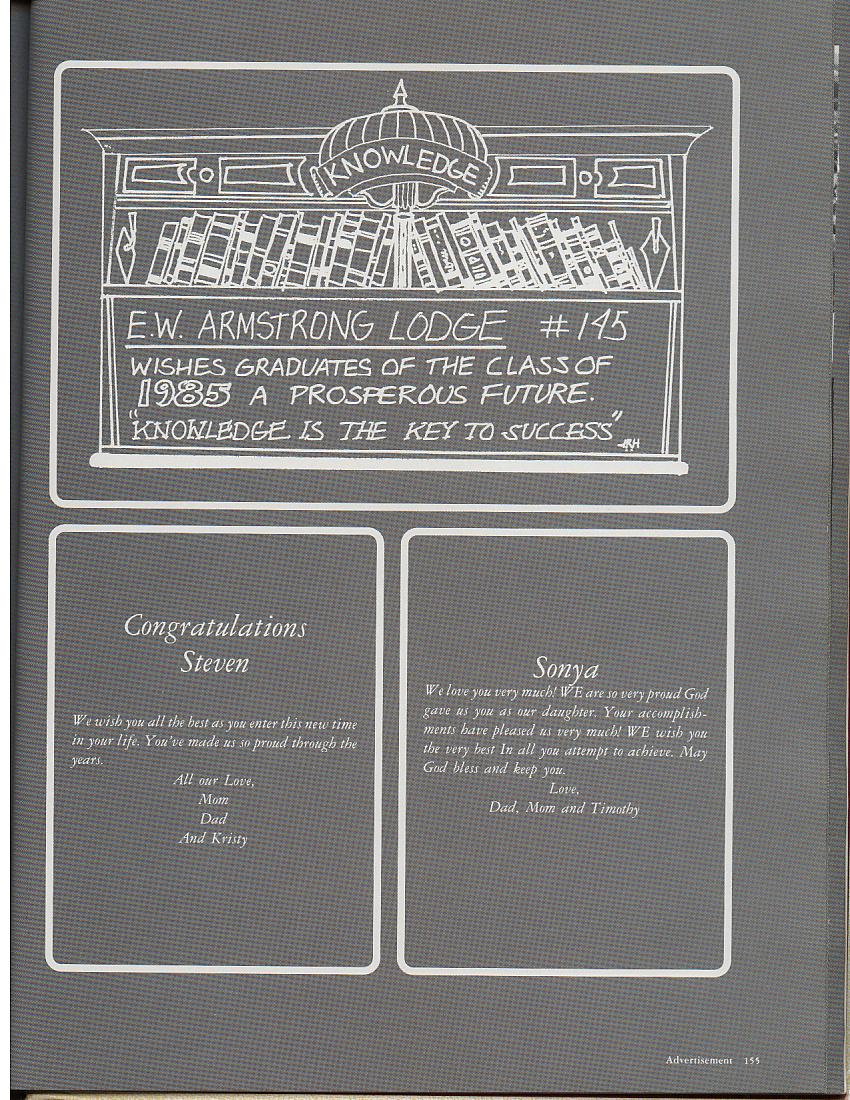 KNOWLEDGE
E.W. ARMSTRONG LODGE #145
WISHES GRADUATES OF THE CLASS OF
1985 A PROSPEROUS FUTURE.
"KNOWLEDGE IS THE KEY TO SUCCESS"
Congratulations
Steven
We wish you all the best as you enter this new time
in your life. You've made us so proud through the
years.
All our Love,
Mom
Dad
And Kristy
Sonya
We love you very much! WE are so very proud God
gave us you as our daughter. Your accomplish-
ments have pleased us very much! WE wish you
the very best In all you attempt to achieve. May
God bless and keep you.
Love,
Dad, Mom and Timothy
Advertisement 155